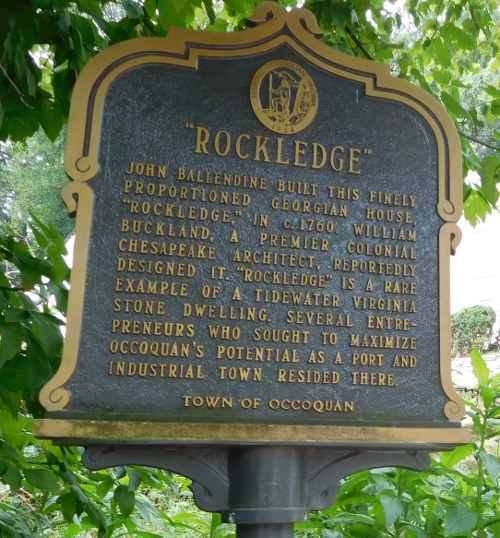 "ROCKLEDGE"
JOHN BALLENDINE BUILT THIS FINELY
PROPORTIONED GEORGIAN HOUSE,
"ROCKLEDGE," IN C.1760. WILLIAM
BUCKLAND, A PREMIER COLONIAL
CHESAPEAKE ARCHITECT, REPORTEDLY
DESIGNED IT. "ROCKLEDGE" IS A RARE
EXAMPLE OF A TIDEWATER VIRGINIA
STONE DWELLING. SEVERAL ENTRE-
PRENEURS WHO SOUGHT TO MAXIMIZE
OCCOQUAN'S POTENTIAL AS A PORT AND
INDUSTRIAL TOWN RESIDED THERE.
TOWN OF OCCOQUAN